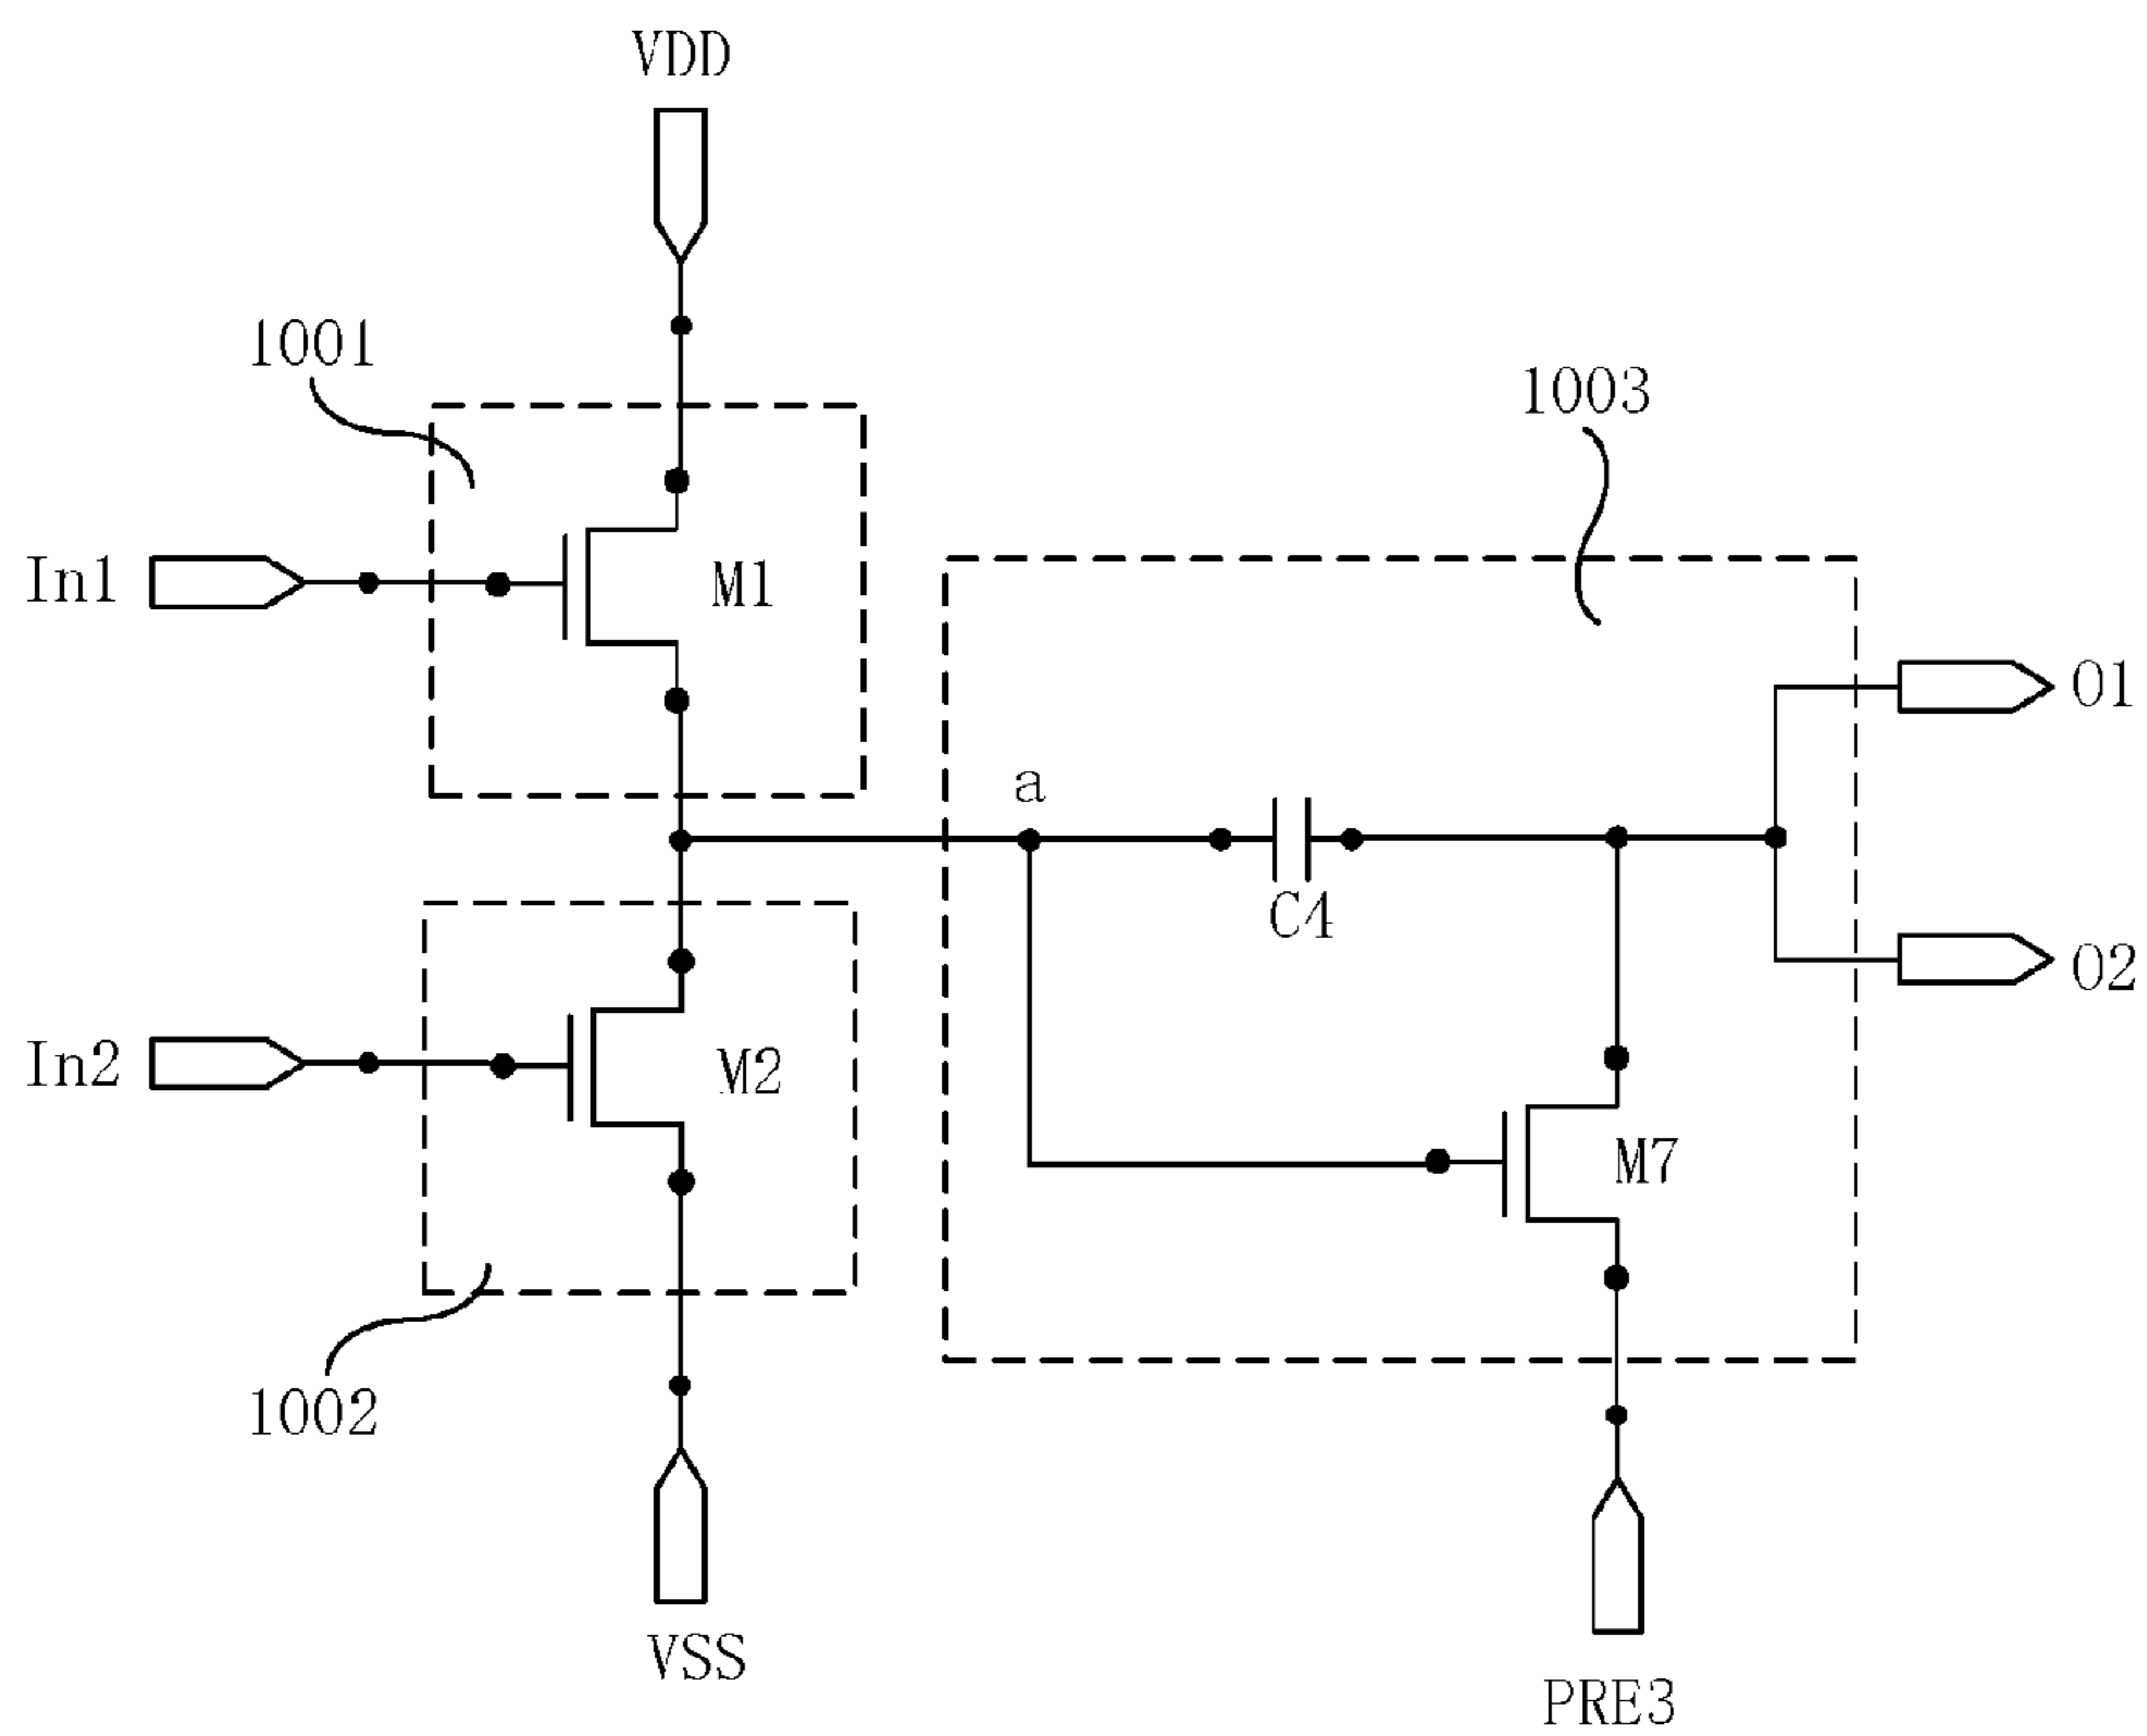 VDD
1001
1003
In1
M1
O1
a
C4
O2
In2
M2
M7
1002
VSS
PRE3